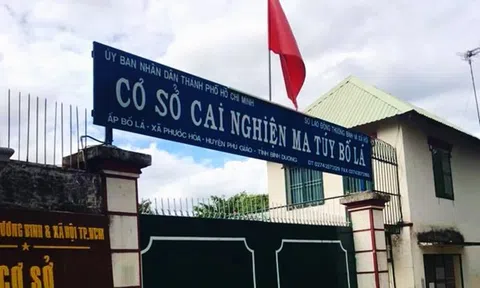 ỦY BAN NHÂN DÂN THÀNH PHỐ HỒ CHÍ MINH
SỞ LAO ĐỘNG THƯƠNG BINH VÀ XÃ HỘI
CƠ SỞ CAI NGHIỆN MA TÚY BỐ LÁ
ẤP BỐ LÁ - XÃ PHƯỚC HÒA - HUYỆN PHÚ GIÁO - TỈNH BÌNH DƯƠNG
ƯƠNG BINH & XÃ HỘI TP.HCM
CƠ SỞ